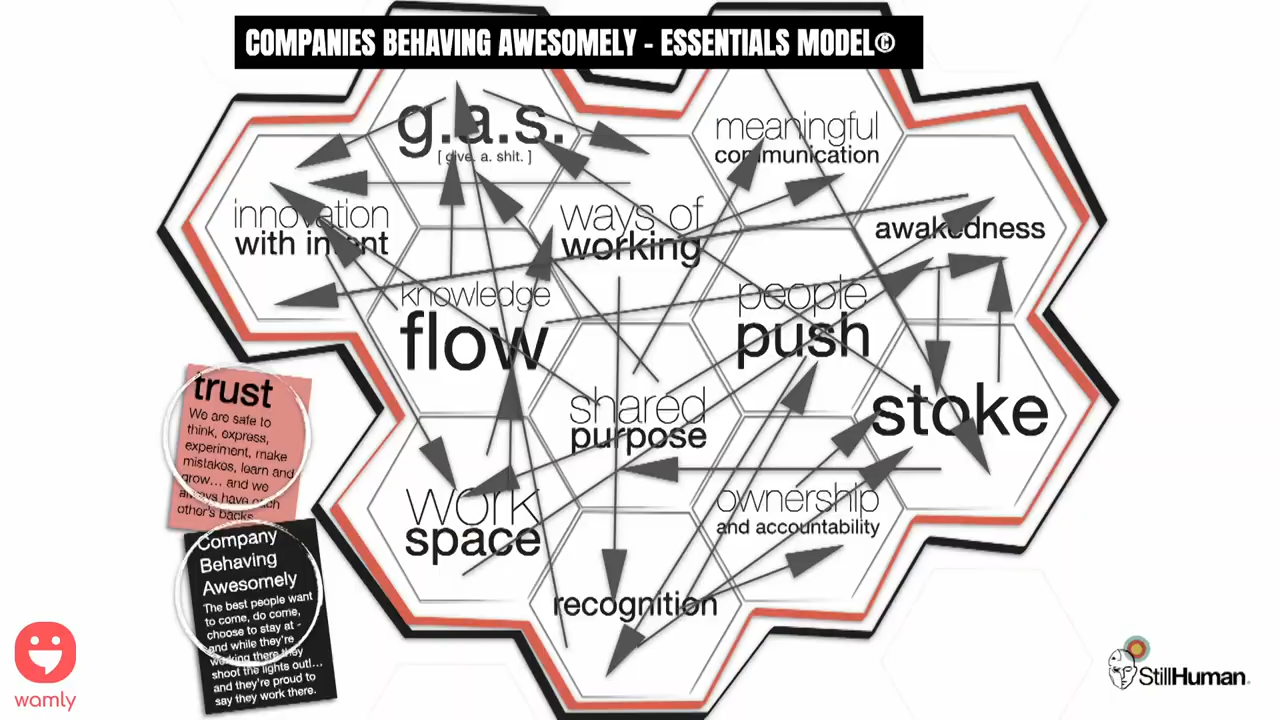 COMPANIES BEHAVING AWESOMELY - ESSENTIALS MODEL©
g.a.s.
[ give. a. shit. ]
meaningful
communication
innovation
with intent
ways of
working
awakedness
knowledge
flow
people
push
shared
purpose
stoke
work
space
ownership
and accountability
recognition
trust
We are safe to
think, express,
experiment, make
mistakes, learn and
grow... and we
always have each
other's backs.
Company
Behaving
Awesomely
The best people want
to come, do come,
choose to stay at -
and while they're
working there they
shoot the lights out!...
and they're proud to
say they work there.
wamly
StillHuman